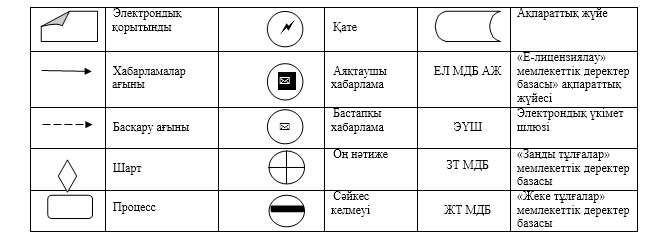 Электрондық
қорытынды
Қате
Ақпараттық жүйе
Хабарламалар
ағыны
Аяқтаушы
хабарлама
ЕЛ МДБ АЖ
«Е-лицензиялау»
мемлекеттік деректер
базасы» ақпараттық
жүйесі
Басқару ағыны
Бастапқы
хабарлама
ЭҮШ
Электрондық үкімет
шлюзі
Шарт
Оң нәтиже
ЗТ МДБ
«Заңды тұлғалар»
мемлекеттік деректер
базасы
Процесс
Сәйкес
келмеуі
ЖТ МДБ
«Жеке тұлғалар»
мемлекеттік деректер
базасы